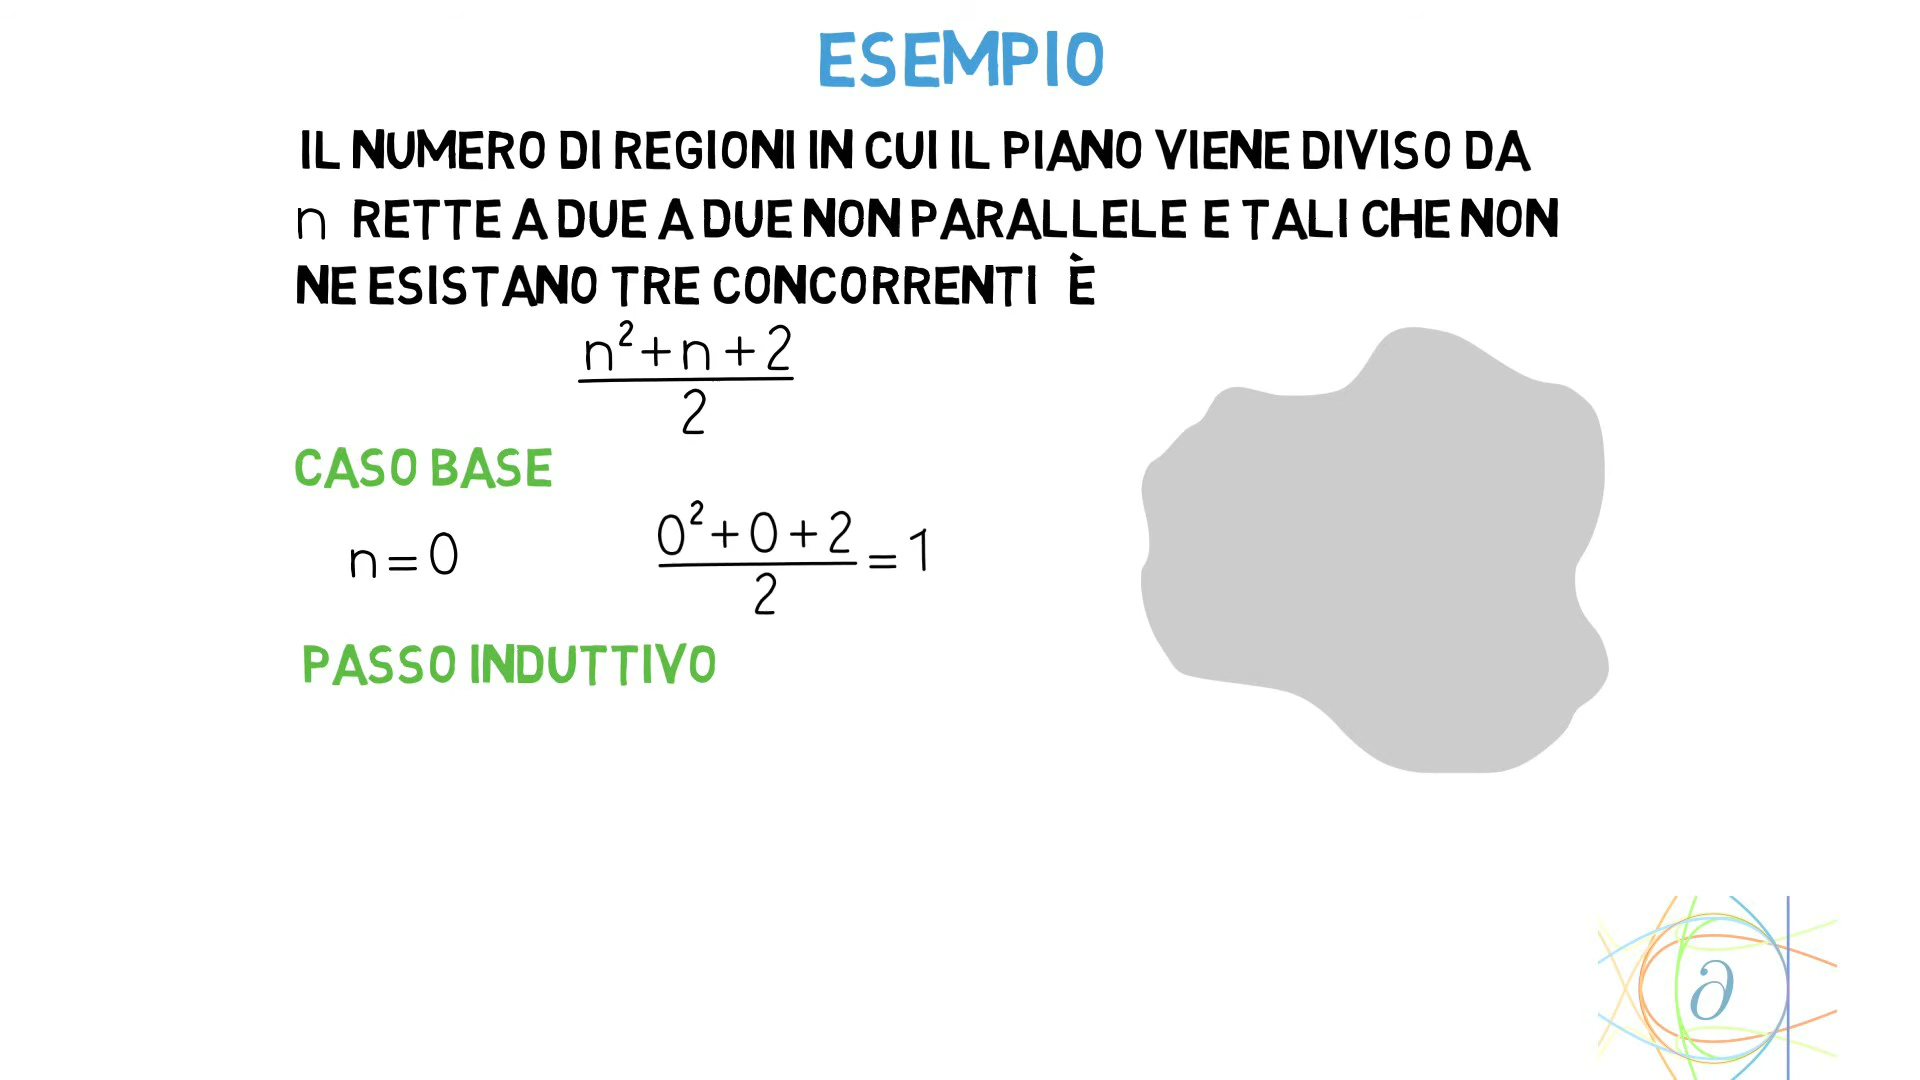 ESEMPIO
IL NUMERO DI REGIONI IN CUI IL PIANO VIENE DIVISO DA
n RETTE A DUE A DUE NON PARALLELE E TALI CHE NON
NE ESISTANO TRE CONCORRENTI È
n²+n+2
2
CASO BASE
n=0
0²+0+2
2
=1
PASSO INDUTTIVO
∂